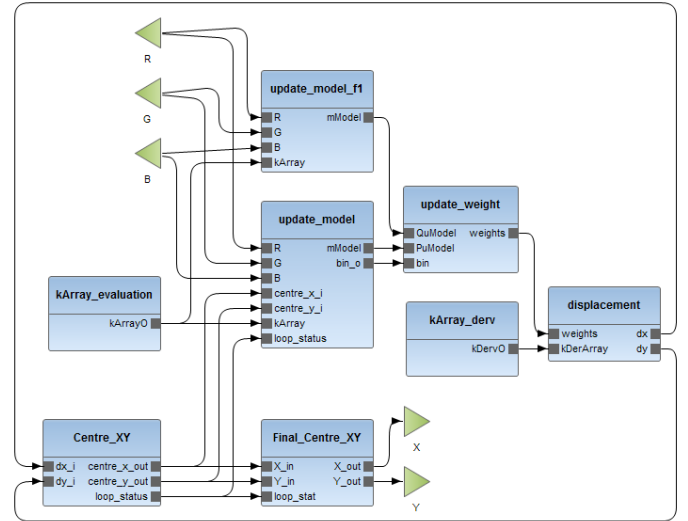 R
G
B
update_model_f1
R mModel
G
B
kArray
update_model
R mModel
G bin_o
B
centre_x_i
centre_y_i
kArray
loop_status
update_weight
QuModel weights
PuModel
bin
kArray_evaluation
kArrayO
kArray_derv
kDervO
displacement
weights dx
kDerArray dy
Centre_XY
dx_i centre_x_out
dy_i centre_y_out
loop_status
Final_Centre_XY
X_in X_out
Y_in Y_out
loop_stat
X
Y